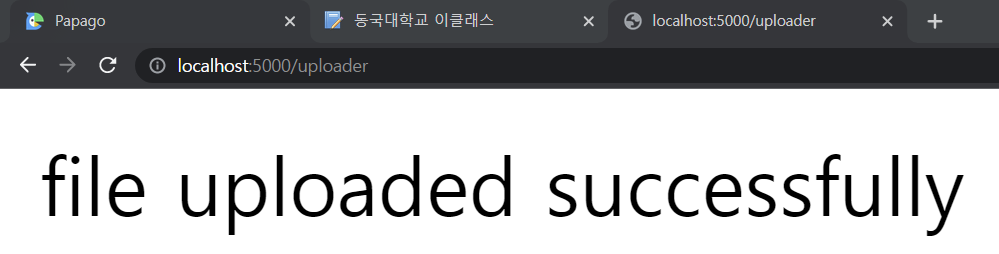 Papago
동국대학교 이클래스
localhost:5000/uploader
localhost:5000/uploader
file uploaded successfully